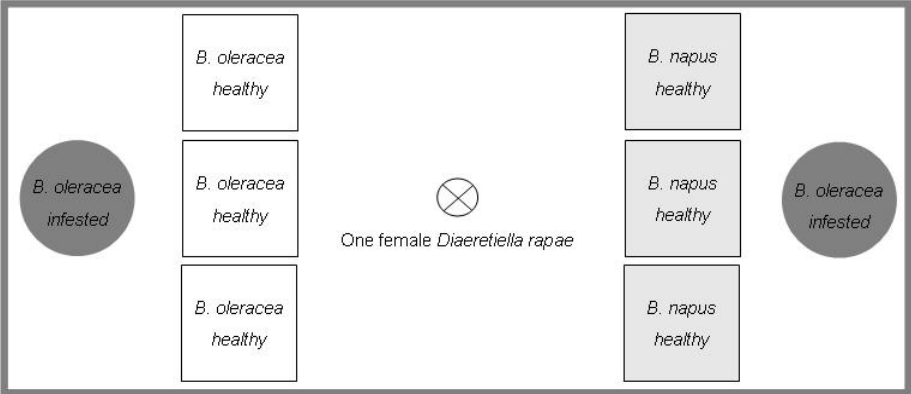 B. oleracea
healthy
B. napus
healthy
B. oleracea
infested
B. oleracea
healthy
B. napus
healthy
B. oleracea
infested
One female Diaeretiella rapae
B. oleracea
healthy
B. napus
healthy